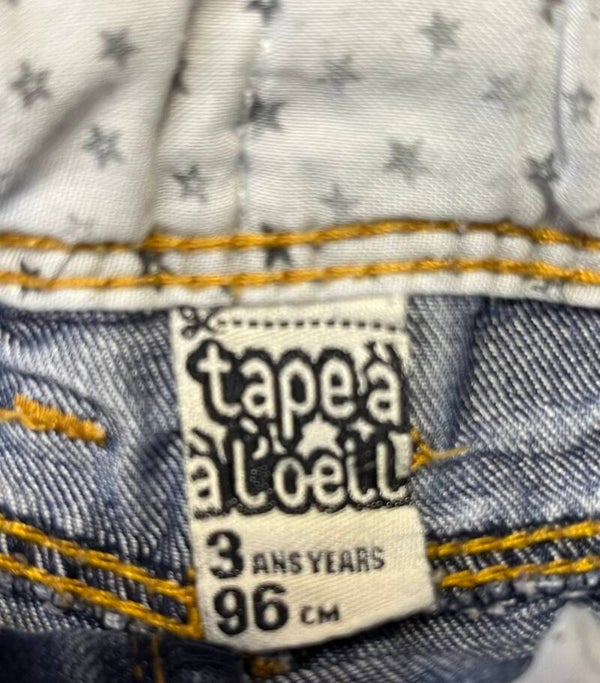 tape à
à l'oeil
3 ANS YEARS
96 CM